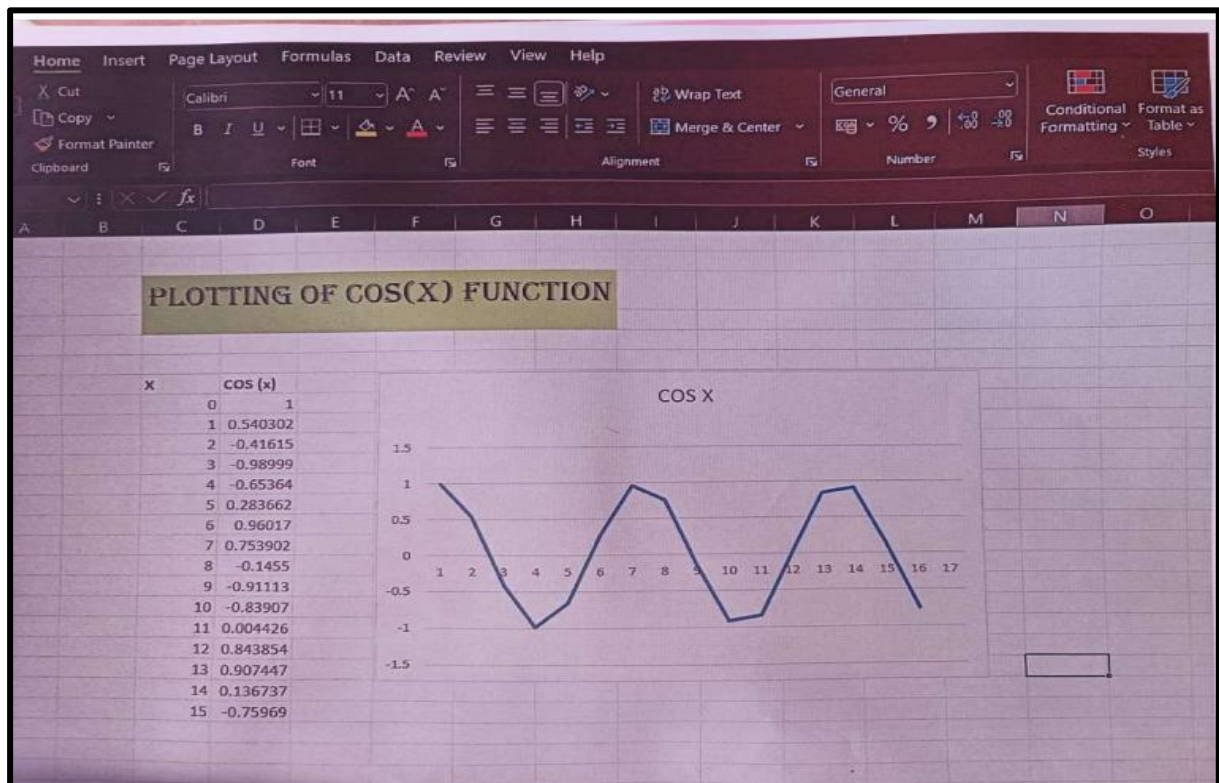 Home Insert Page Layout Formulas Data Review View Help
Cut
Copy
Format Painter
Clipboard
Calibri 11 A^ A˅
B I U A
Font
Wrap Text
Merge & Center
Alignment
General
% 9 .00
Number
Conditional Formatting
Format as Table
Styles
fx
A B C D E F G H I J K L M N O
PLOTTING OF COS(X) FUNCTION
X COS (x)
0 1
1 0.540302
2 -0.41615
3 -0.98999
4 -0.65364
5 0.283662
6 0.96017
7 0.753902
8 -0.1455
9 -0.91113
10 -0.83907
11 0.004426
12 0.843854
13 0.907447
14 0.136737
15 -0.75969
COS X
1.5
1
0.5
0
-0.5
-1
-1.5
1 2 3 4 5 6 7 8 9 10 11 12 13 14 15 16 17